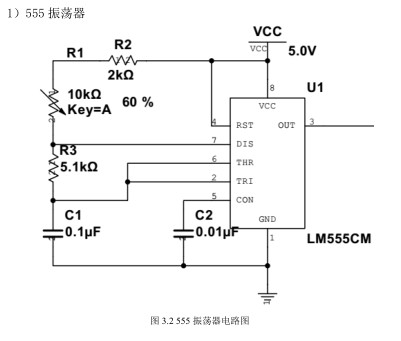 1）555 振荡器
VCC
VCC
5.0V
R1
R2
2kΩ
10kΩ
Key=A
60 %
U1
8
VCC
4
RST
OUT
3
7
DIS
R3
5.1kΩ
6
THR
2
TRI
5
CON
C1
0.1µF
C2
0.01µF
GND
1
LM555CM
图 3.2 555 振荡器电路图